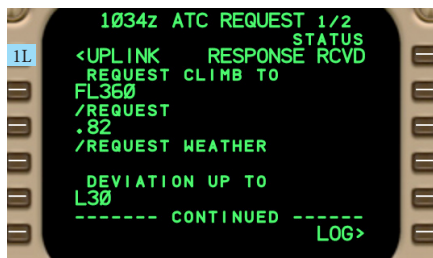 1034z ATC REQUEST 1/2
STATUS
1L
<UPLINK RESPONSE RCVD
REQUEST CLIMB TO
FL360
/REQUEST
.82
/REQUEST WEATHER
DEVIATION UP TO
L30
------- CONTINUED ------
LOG>